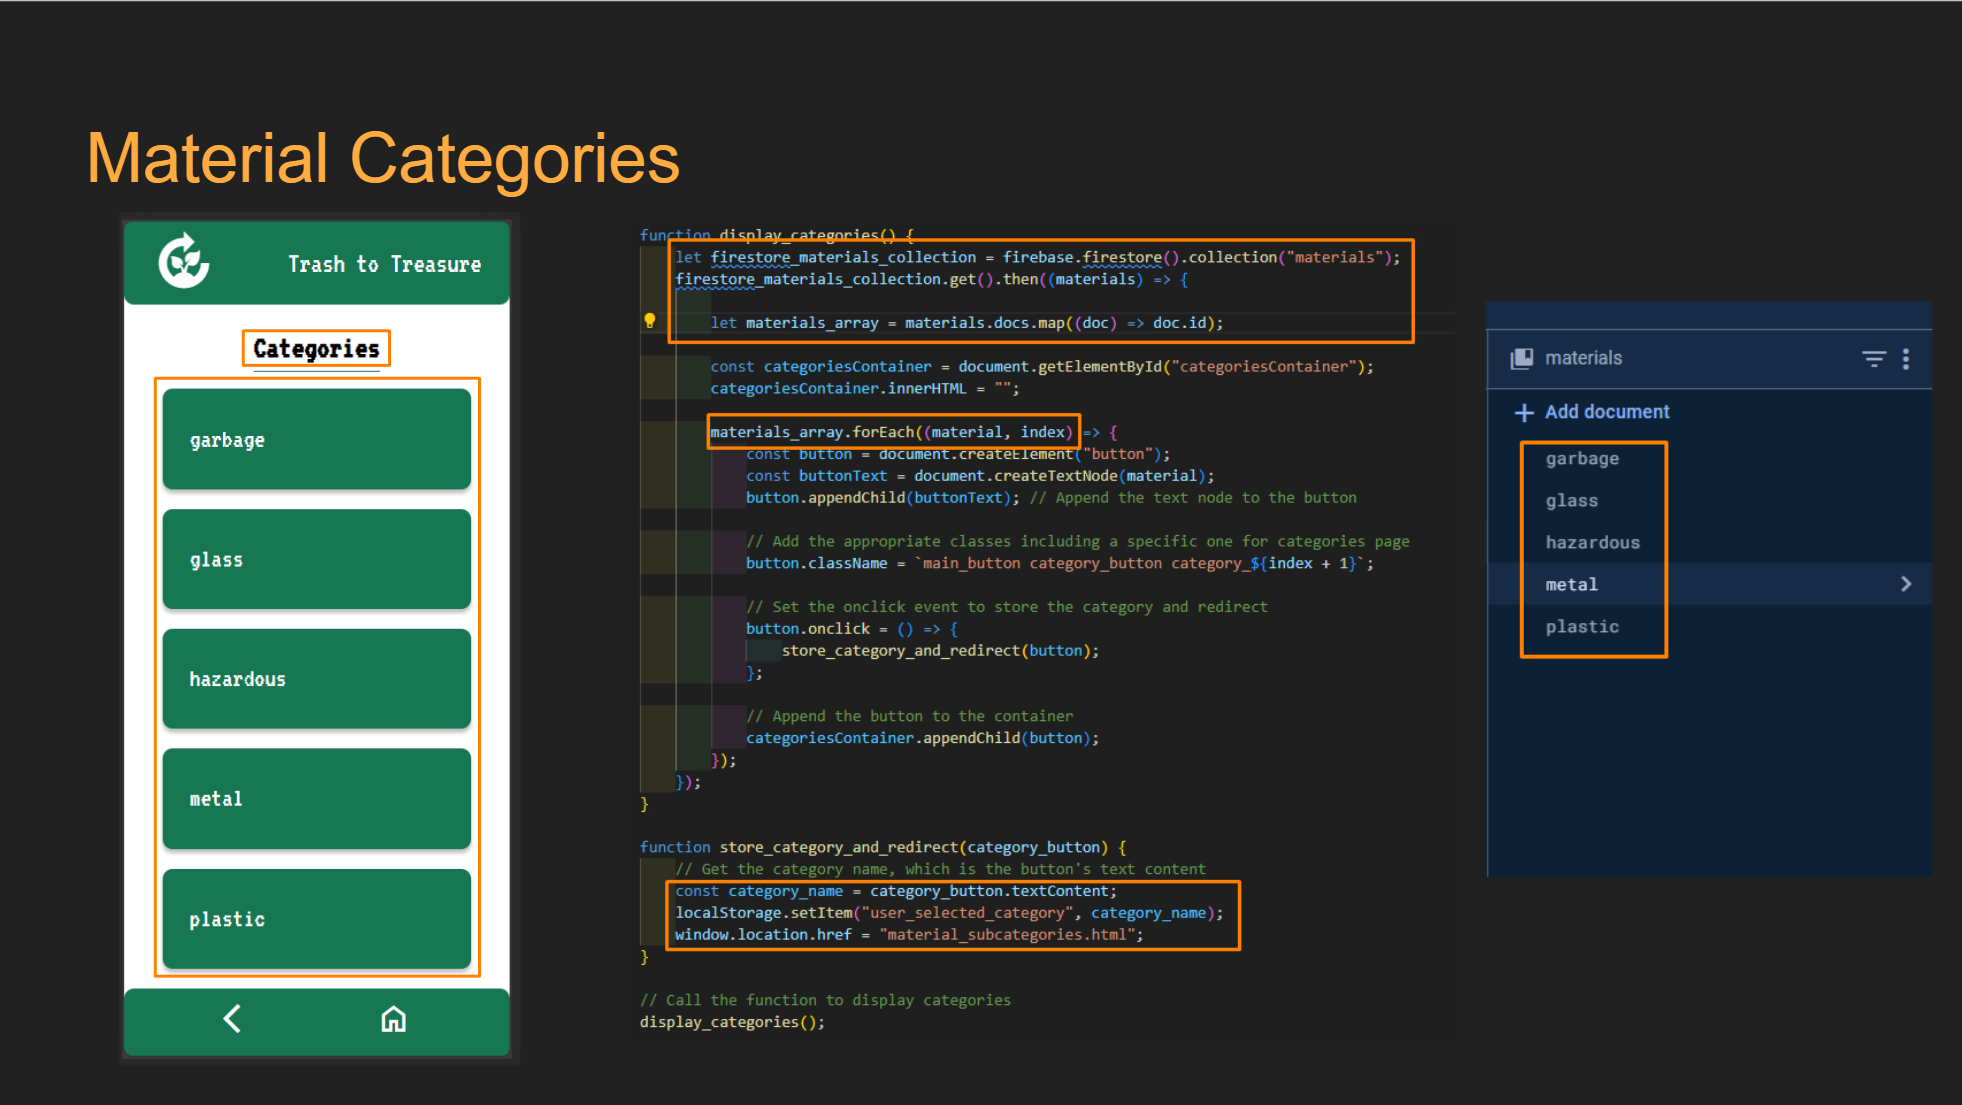 Material Categories
Trash to Treasure
Categories
garbage
glass
hazardous
metal
plastic
function display_categories() {
let firestore_materials_collection = firebase.firestore().collection("materials");
firestore_materials_collection.get().then((materials) => {
let materials_array = materials.docs.map((doc) => doc.id);
const categoriesContainer = document.getElementById("categoriesContainer");
categoriesContainer.innerHTML = "";
materials_array.forEach((material, index) => {
const button = document.createElement("button");
const buttonText = document.createTextNode(material);
button.appendChild(buttonText); // Append the text node to the button
// Add the appropriate classes including a specific one for categories page
button.className = `main_button category_button category_${index + 1}`;
// Set the onclick event to store the category and redirect
button.onclick = () => {
store_category_and_redirect(button);
};
// Append the button to the container
categoriesContainer.appendChild(button);
});
});
}
function store_category_and_redirect(category_button) {
// Get the category name, which is the button's text content
const category_name = category_button.textContent;
localStorage.setItem("user_selected_category", category_name);
window.location.href = "material_subcategories.html";
}
// Call the function to display categories
display_categories();
materials
Add document
garbage
glass
hazardous
metal
plastic